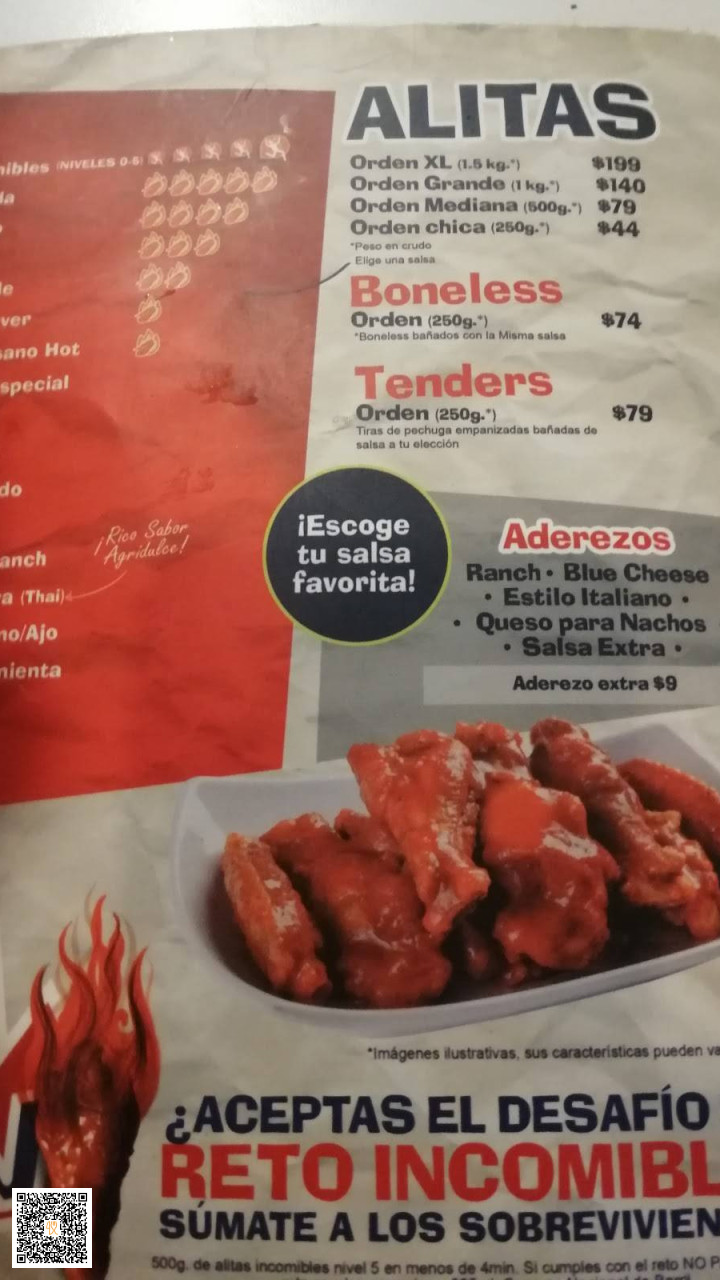 (NIVELES 0-5)
ver
ano Hot
special
anch
a (Thai)
no/Ajo
mienta
¡Rico Sabor
Agridulce!
ALITAS
Orden XL (1.5 kg.*) $199
Orden Grande (1 kg.*) $140
Orden Mediana (500g.*) $79
Orden chica (250g.*) $44
*Peso en crudo
Elige una salsa
Boneless
Orden (250g.*) $74
*Boneless bañados con la Misma salsa
Tenders
Orden (250g.*) $79
Tiras de pechuga empanizadas bañadas de
salsa a tu elección
¡Escoge
tu salsa
favorita!
Aderezos
Ranch • Blue Cheese
• Estilo Italiano •
• Queso para Nachos
• Salsa Extra •
Aderezo extra $9
*Imágenes ilustrativas, sus características pueden va
¿ACEPTAS EL DESAFÍO
RETO INCOMIBL
SÚMATE A LOS SOBREVIVIEN
500g. de alitas incomibles nivel 5 en menos de 4min. Si cumples con el reto NO P